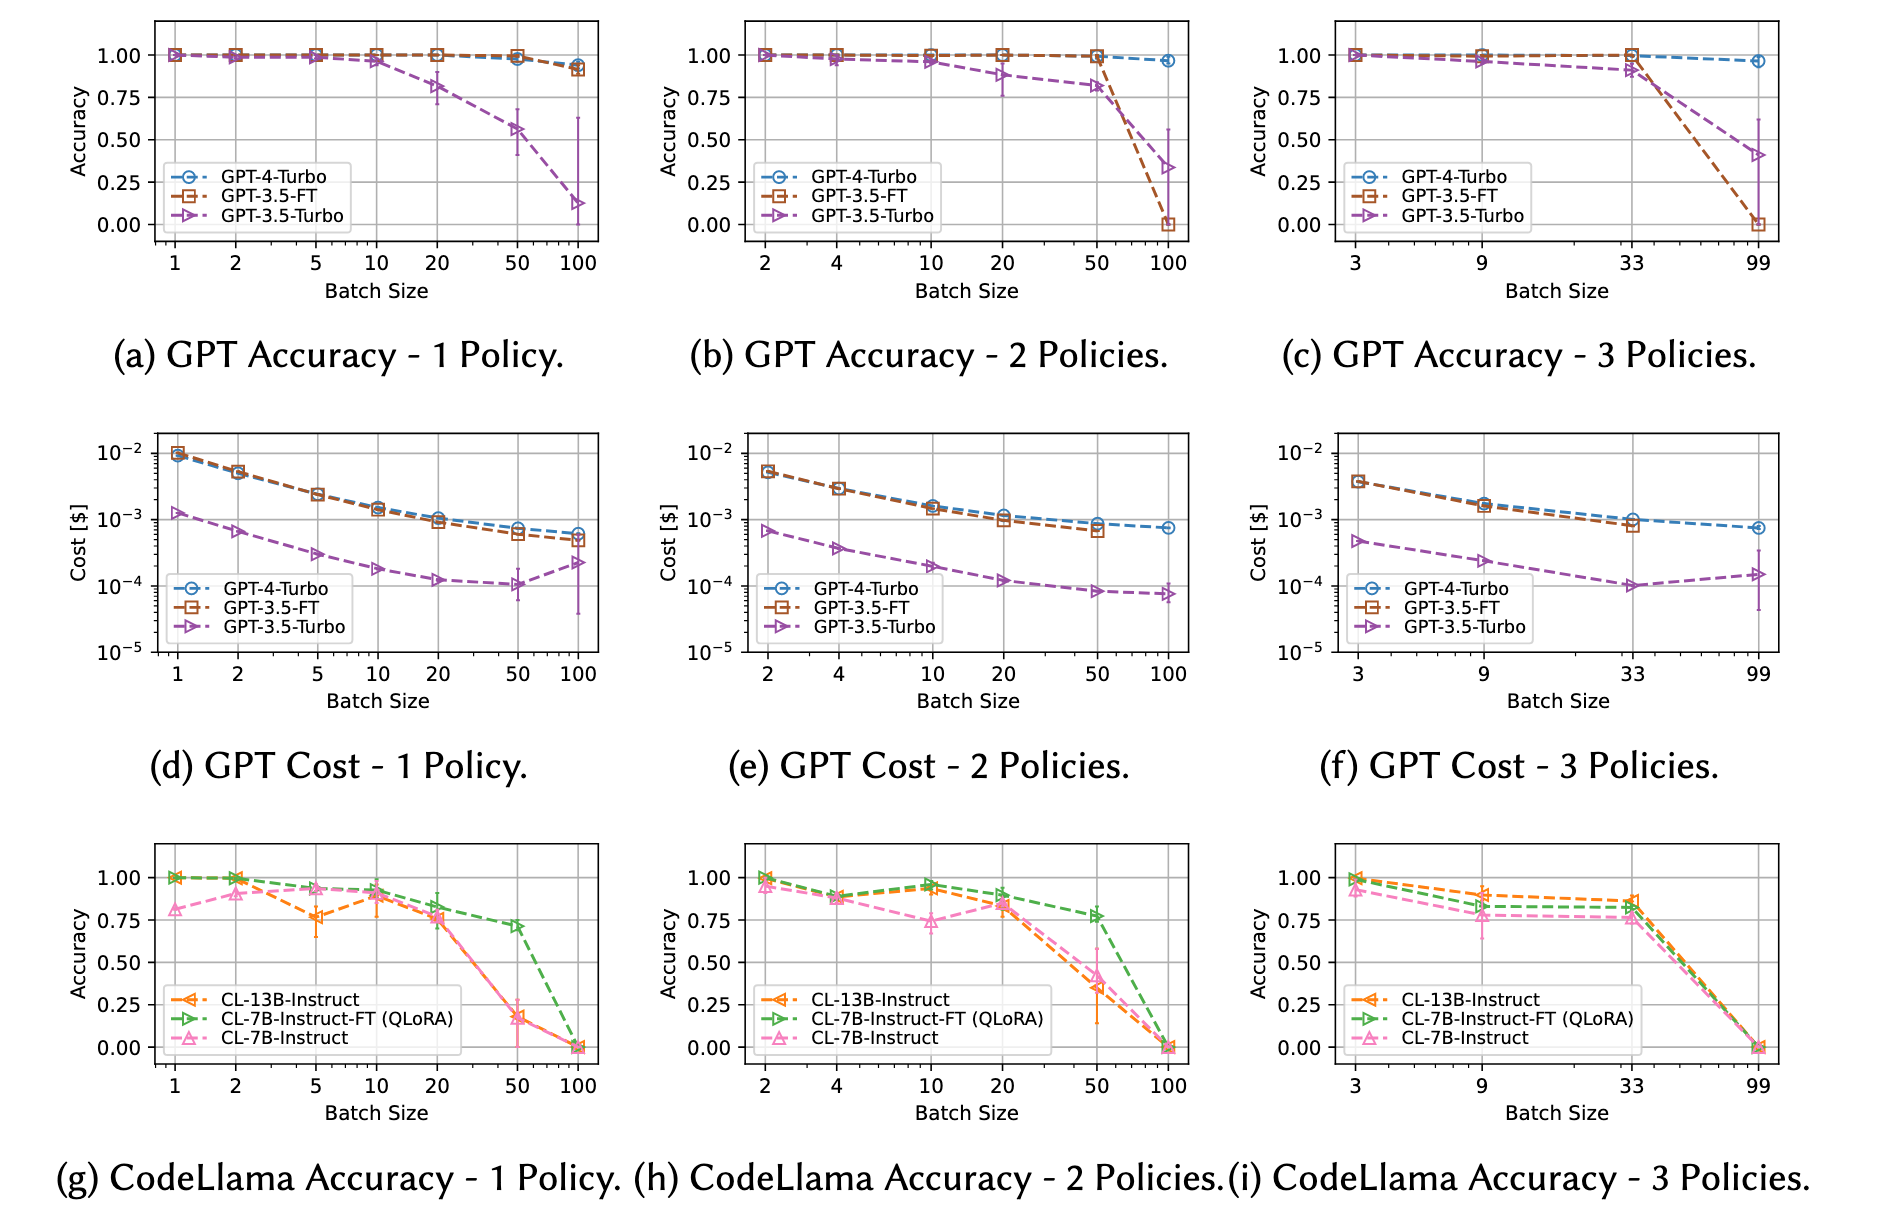 1.00
0.75
0.50
0.25
0.00
Accuracy
GPT-4-Turbo
GPT-3.5-FT
GPT-3.5-Turbo
1 2 5 10 20 50 100
Batch Size
(a) GPT Accuracy - 1 Policy.
1.00
0.75
0.50
0.25
0.00
Accuracy
GPT-4-Turbo
GPT-3.5-FT
GPT-3.5-Turbo
2 4 10 20 50 100
Batch Size
(b) GPT Accuracy - 2 Policies.
1.00
0.75
0.50
0.25
0.00
Accuracy
GPT-4-Turbo
GPT-3.5-FT
GPT-3.5-Turbo
3 9 33 99
Batch Size
(c) GPT Accuracy - 3 Policies.
10⁻²
10⁻³
10⁻⁴
10⁻⁵
Cost [$]
GPT-4-Turbo
GPT-3.5-FT
GPT-3.5-Turbo
1 2 5 10 20 50 100
Batch Size
(d) GPT Cost - 1 Policy.
10⁻²
10⁻³
10⁻⁴
10⁻⁵
Cost [$]
GPT-4-Turbo
GPT-3.5-FT
GPT-3.5-Turbo
2 4 10 20 50 100
Batch Size
(e) GPT Cost - 2 Policies.
10⁻²
10⁻³
10⁻⁴
10⁻⁵
Cost [$]
GPT-4-Turbo
GPT-3.5-FT
GPT-3.5-Turbo
3 9 33 99
Batch Size
(f) GPT Cost - 3 Policies.
1.00
0.75
0.50
0.25
0.00
Accuracy
CL-13B-Instruct
CL-7B-Instruct-FT (QLoRA)
CL-7B-Instruct
1 2 5 10 20 50 100
Batch Size
(g) CodeLlama Accuracy - 1 Policy.
1.00
0.75
0.50
0.25
0.00
Accuracy
CL-13B-Instruct
CL-7B-Instruct-FT (QLoRA)
CL-7B-Instruct
2 4 10 20 50 100
Batch Size
(h) CodeLlama Accuracy - 2 Policies.
1.00
0.75
0.50
0.25
0.00
Accuracy
CL-13B-Instruct
CL-7B-Instruct-FT (QLoRA)
CL-7B-Instruct
3 9 33 99
Batch Size
(i) CodeLlama Accuracy - 3 Policies.